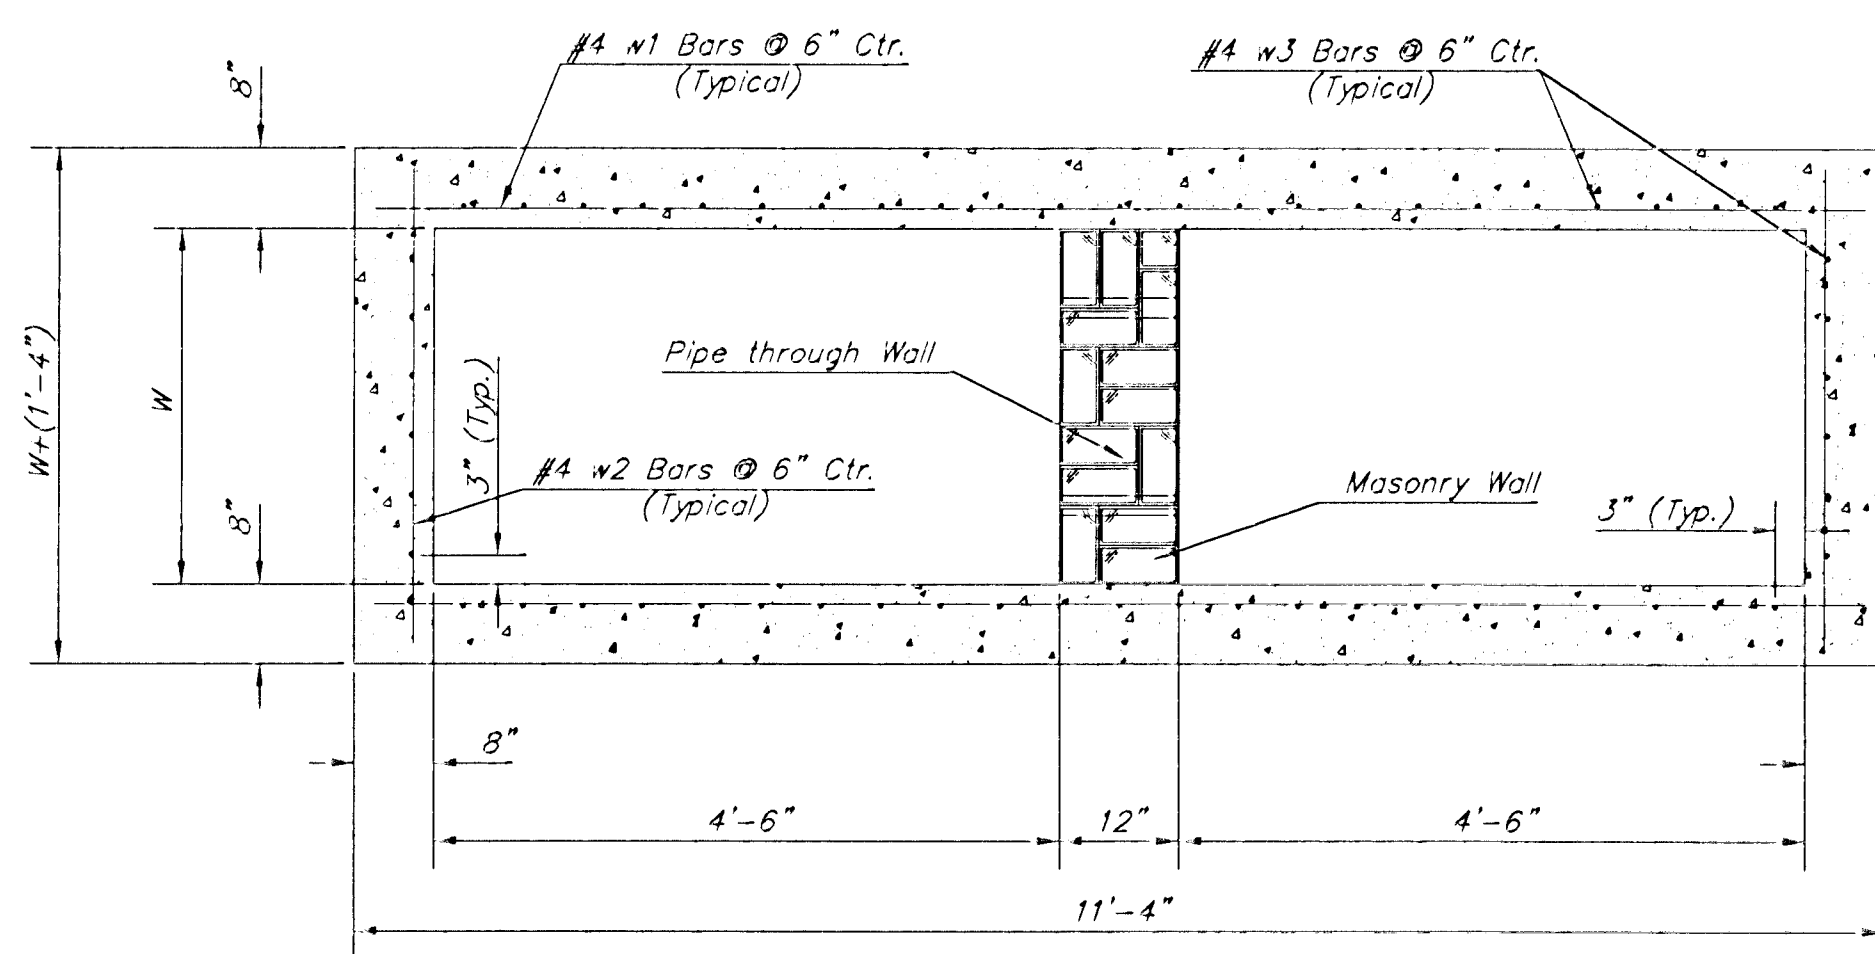 #4 w1 Bars @ 6" Ctr.
(Typical)
#4 w3 Bars @ 6" Ctr.
(Typical)
8"
W+(1'-4")
W
8"
3" (Typ.)
Pipe through Wall
#4 w2 Bars @ 6" Ctr.
(Typical)
Masonry Wall
3" (Typ.)
8"
4'-6"
12"
4'-6"
11'-4"